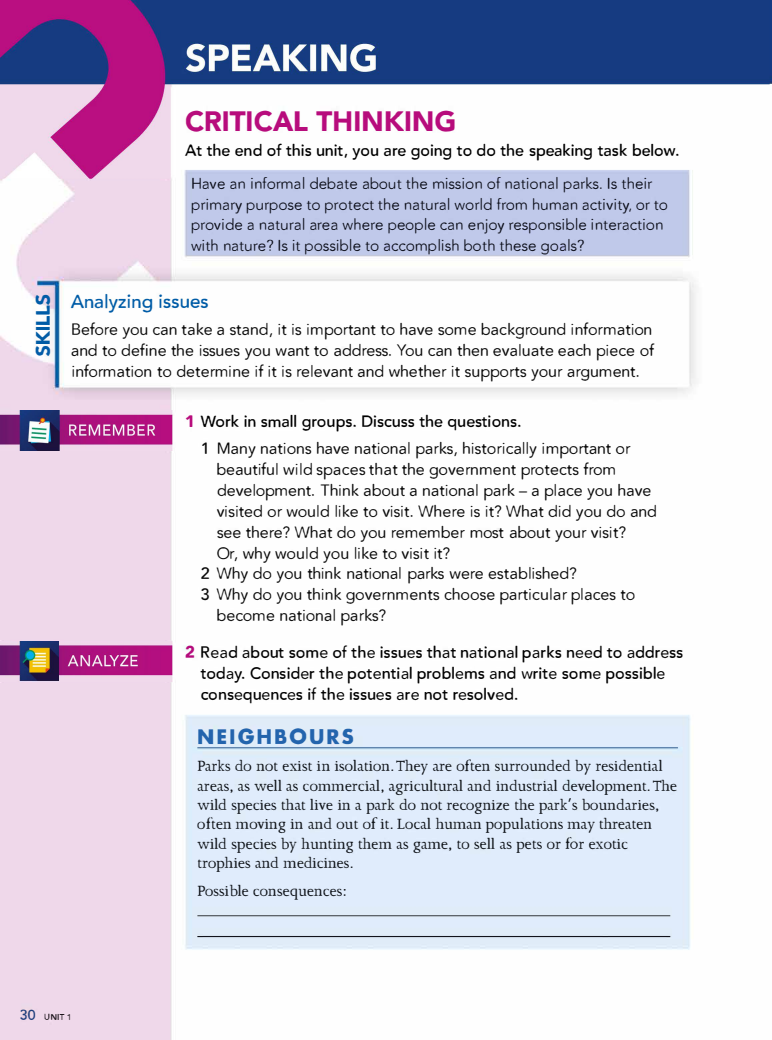 SPEAKING
CRITICAL THINKING
At the end of this unit, you are going to do the speaking task below.
Have an informal debate about the mission of national parks. Is their
primary purpose to protect the natural world from human activity, or to
provide a natural area where people can enjoy responsible interaction
with nature? Is it possible to accomplish both these goals?
SKILLS
Analyzing issues
Before you can take a stand, it is important to have some background information
and to define the issues you want to address. You can then evaluate each piece of
information to determine if it is relevant and whether it supports your argument.
REMEMBER
1 Work in small groups. Discuss the questions.
1 Many nations have national parks, historically important or
beautiful wild spaces that the government protects from
development. Think about a national park – a place you have
visited or would like to visit. Where is it? What did you do and
see there? What do you remember most about your visit?
Or, why would you like to visit it?
2 Why do you think national parks were established?
3 Why do you think governments choose particular places to
become national parks?
ANALYZE
2 Read about some of the issues that national parks need to address
today. Consider the potential problems and write some possible
consequences if the issues are not resolved.
NEIGHBOURS
Parks do not exist in isolation. They are often surrounded by residential
areas, as well as commercial, agricultural and industrial development. The
wild species that live in a park do not recognize the park's boundaries,
often moving in and out of it. Local human populations may threaten
wild species by hunting them as game, to sell as pets or for exotic
trophies and medicines.
Possible consequences:
30 UNIT 1